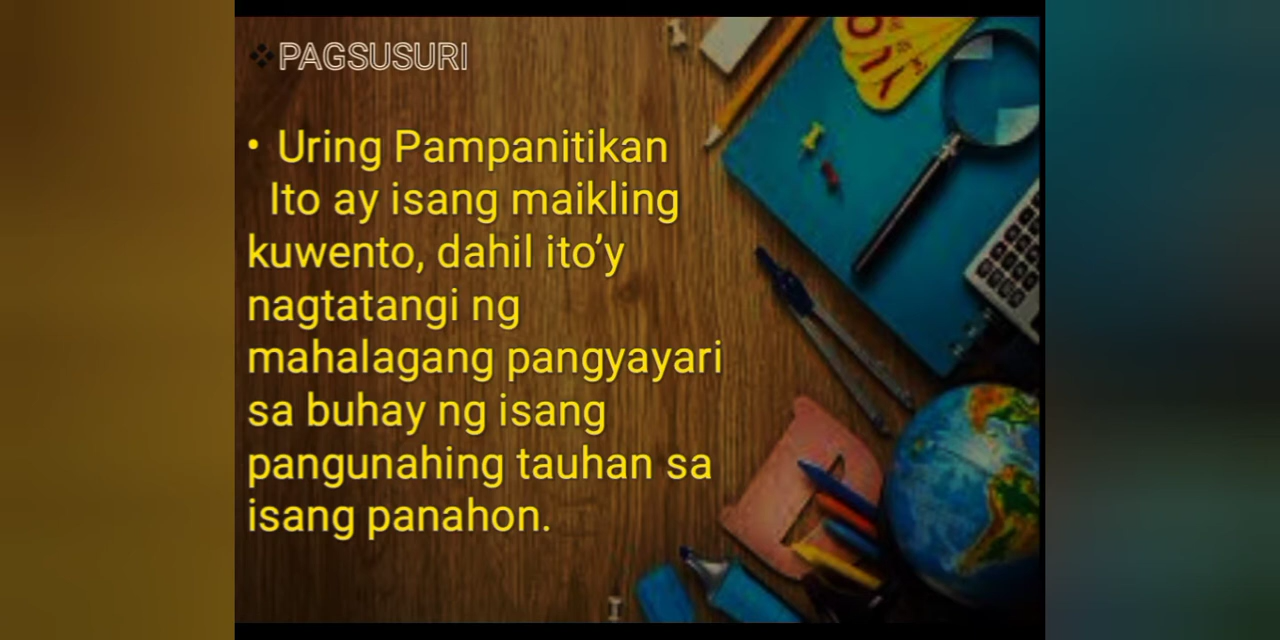 ❖PAGSUSURI
• Uring Pampanitikan
Ito ay isang maikling
kuwento, dahil ito’y
nagtatangi ng
mahalagang pangyayari
sa buhay ng isang
pangunahing tauhan sa
isang panahon.